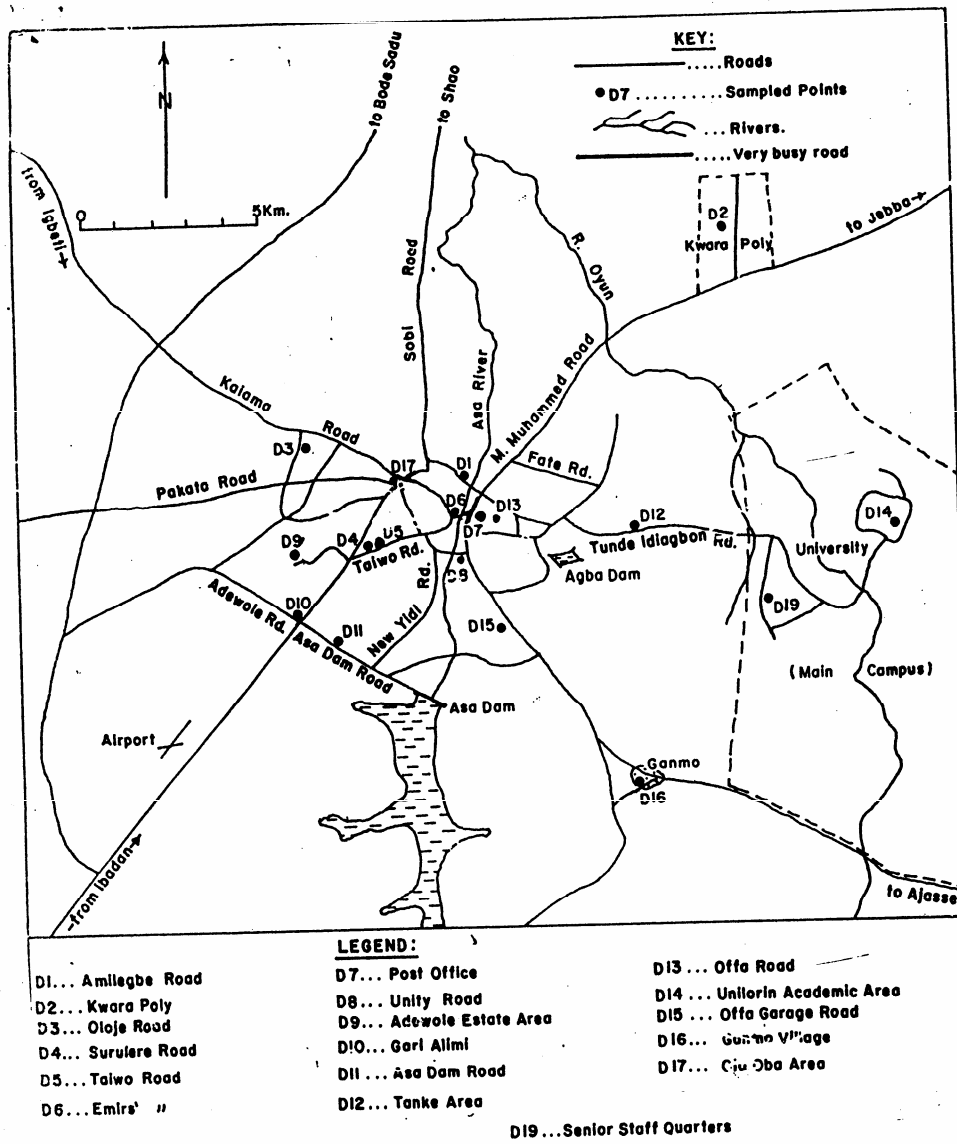 KEY:
.....Roads
D7..........Sampled Points
...Rivers.
.....Very busy road
N
O
5Km.
to Bode Sadu
to Shao
from Igbeti→
D2
Kwara Poly
to Jebba→
R. Oyun
Sobi Road
Asa River
M. Muhammed Road
Kaiama Road
D3
D17
D1
Fate Rd.
Pakata Road
D6
D13
D7
D12
D14
D4
D5
Taiwo Rd.
Tunde Idiagbon Rd.
University
D9
D8
Agba Dam
D10
Adewole Rd.
D11
New Yidi Rd.
D15
D19
Asa Dam Road
(Main Campus)
Asa Dam
Airport
Ganmo
D16
from Ibadan→
to Ajasse
LEGEND:
D1... Amilegbe Road
D2...Kwara Poly
D3...Oloje Road
D4... Surulere Road
D5... Taiwo Road
D6...Emirs' "
D7... Post Office
D8... Unity Road
D9... Adewole Estate Area
D10...Gari Alimi
D11 ...Asa Dam Road
D12... Tanke Area
D13 ... Offa Road
D14 ... Unilorin Academic Area
D15 ... Offa Garage Road
D16... Village
D17... Oba Area
D19...Senior Staff Quarters